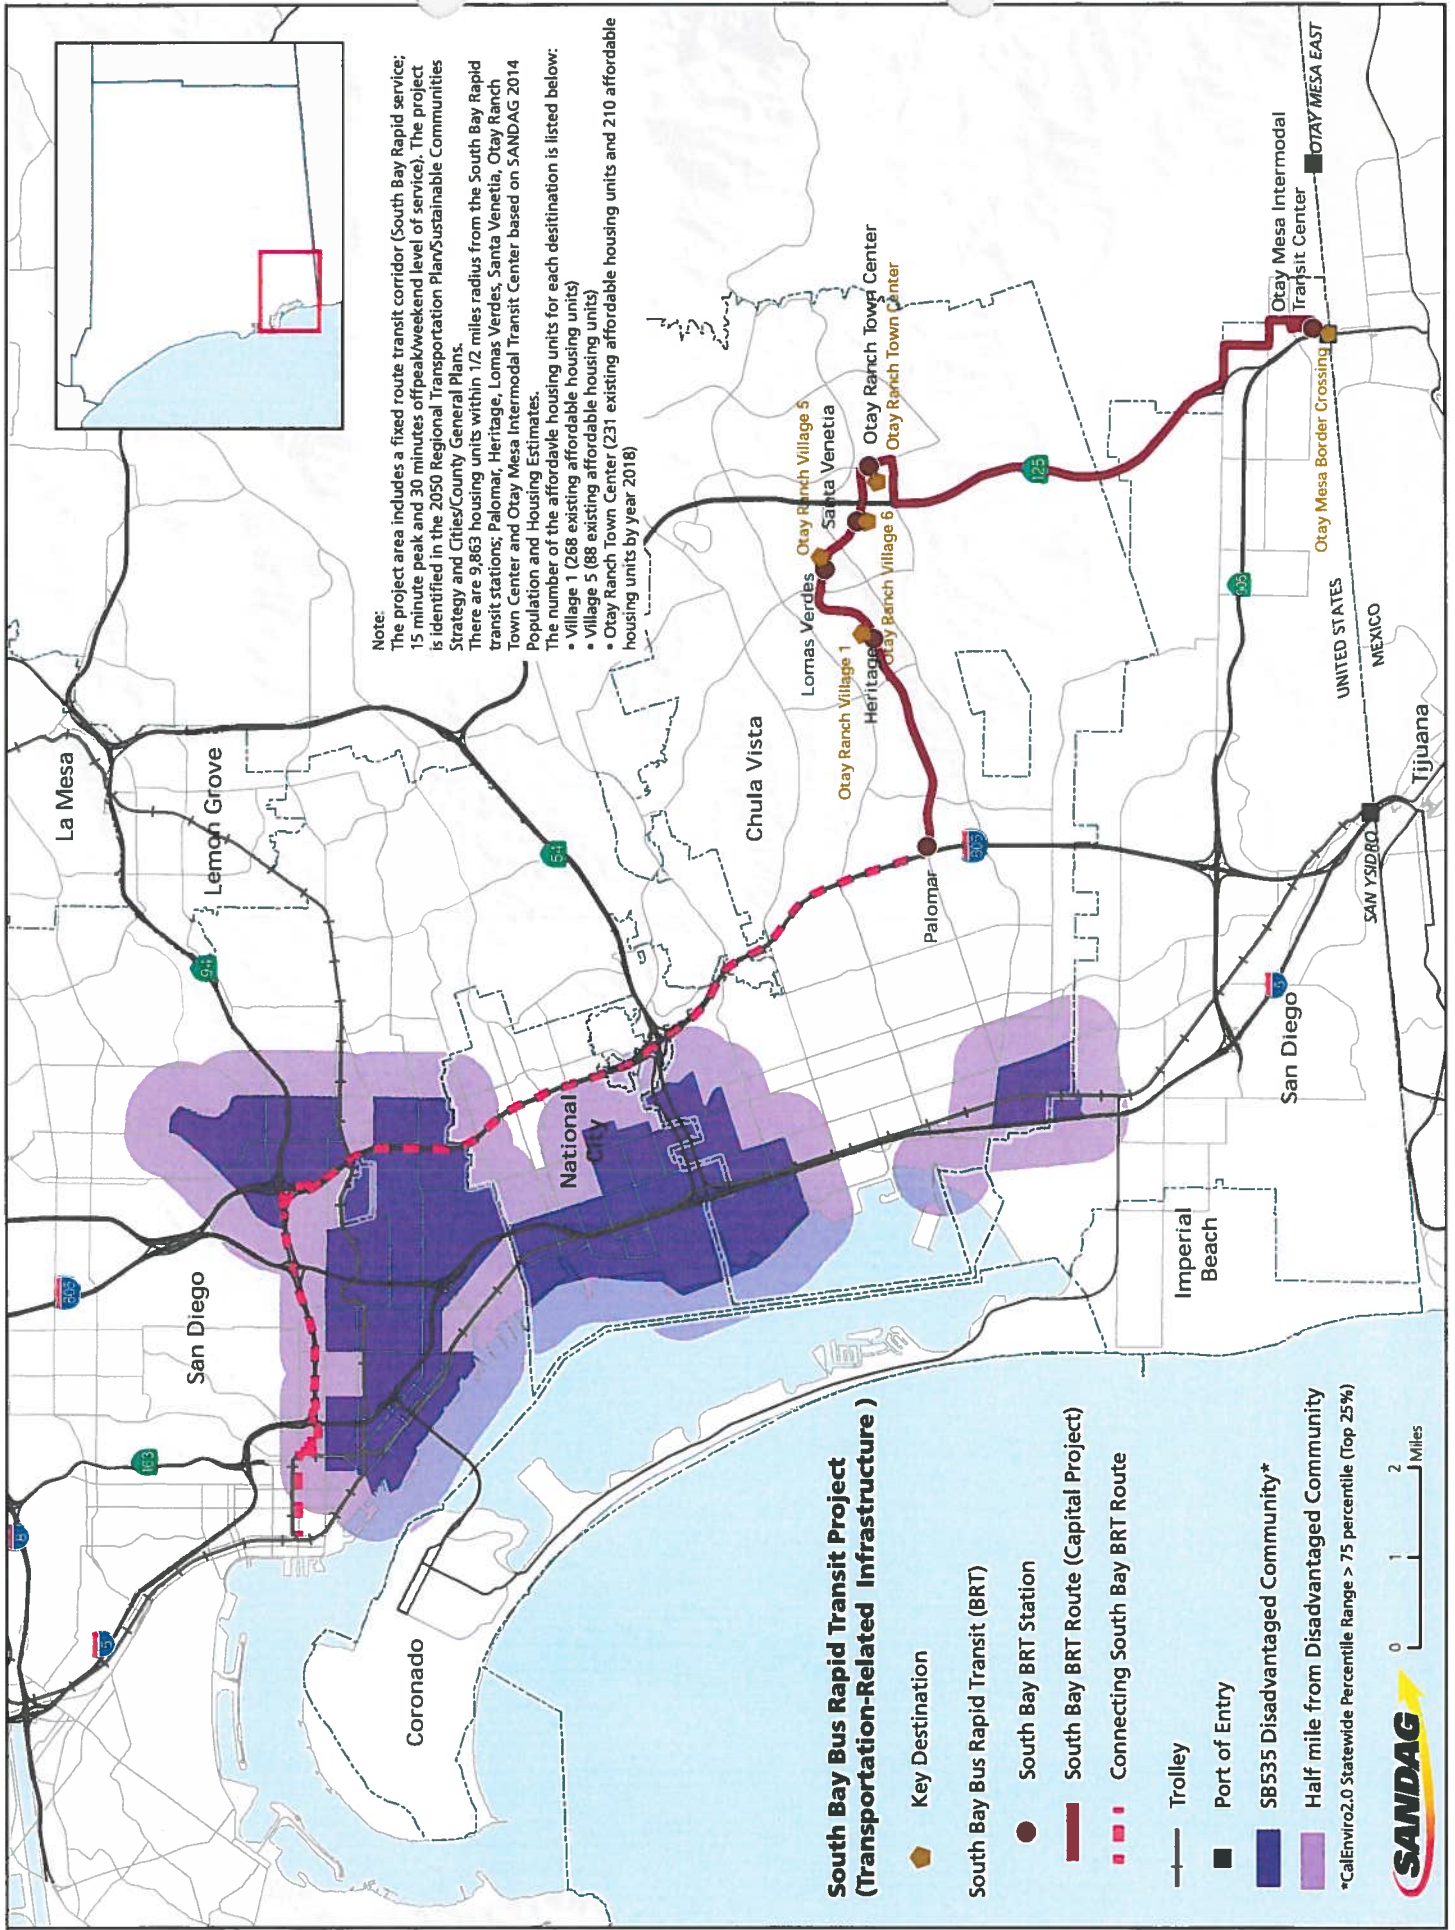 Note:
The project area includes a fixed route transit corridor (South Bay Rapid service;
15 minute peak and 30 minutes offpeak/weekend level of service). The project
is identified in the 2050 Regional Transportation Plan/Sustainable Communities
Strategy and Cities/County General Plans.
There are 9,863 housing units within 1/2 miles radius from the South Bay Rapid
transit stations; Palomar, Heritage, Lomas Verdes, Santa Venetia, Otay Ranch
Town Center and Otay Mesa Intermodal Transit Center based on SANDAG 2014
Population and Housing Estimates.
The number of the affordavle housing units for each desitination is listed below:
• Village 1 (268 existing affordable housing units)
• Village 5 (88 existing affordable housing units)
• Otay Ranch Town Center (231 existing affordable housing units and 210 affordable
housing units by year 2018)
La Mesa
Lemon Grove
94
54
San Diego
805
163
8
5
National
City
Chula Vista
Lomas Verdes
Otay Ranch Village 5
Santa Venetia
Otay Ranch Town Center
Otay Ranch Town Center
Otay Ranch Village 1
Heritage
Otay Ranch Village 6
Palomar
805
125
905
Otay Mesa Intermodal
Transit Center
OTAY MESA EAST
Otay Mesa Border Crossing
UNITED STATES
MEXICO
Tijuana
SAN YSIDRO
5
San Diego
Imperial
Beach
Coronado
South Bay Bus Rapid Transit Project
(Transportation-Related Infrastructure )
Key Destination
South Bay Bus Rapid Transit (BRT)
South Bay BRT Station
South Bay BRT Route (Capital Project)
Connecting South Bay BRT Route
Trolley
Port of Entry
SB535 Disadvantaged Community*
Half mile from Disadvantaged Community
*CalEnviro2.0 Statewide Percentile Range > 75 percentile (Top 25%)
0 1 2
Miles
SANDAG